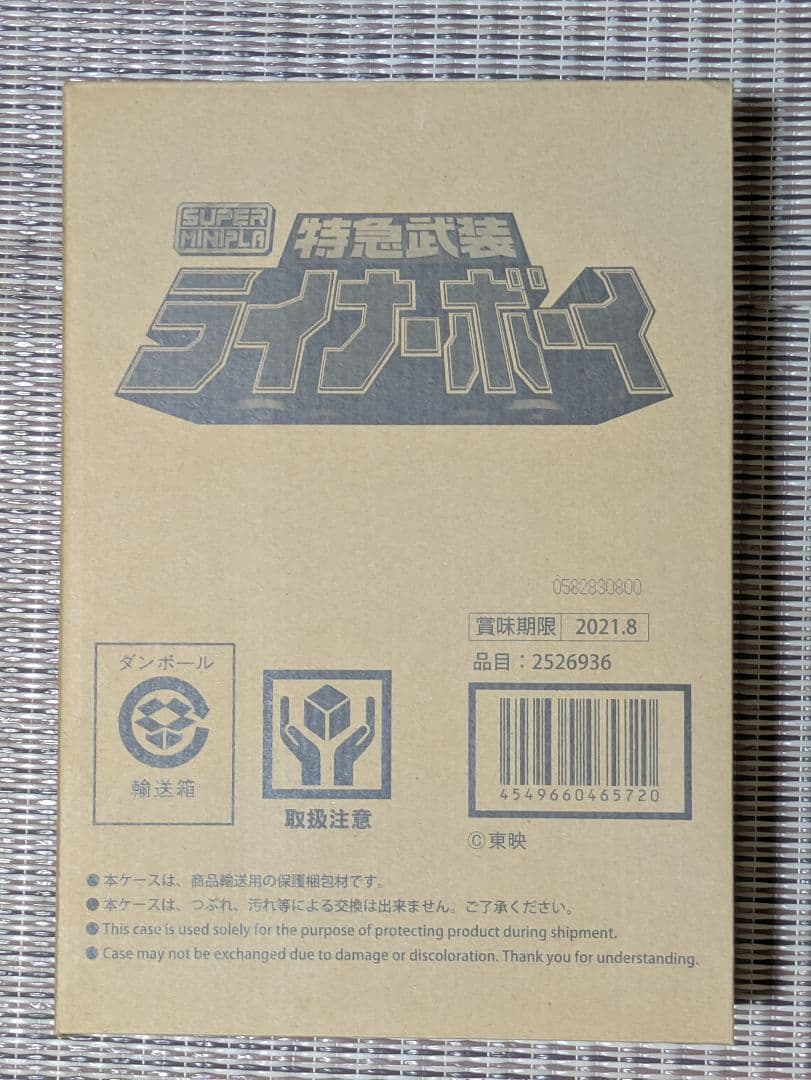 SUPER
MINIPLA
特急武装
ライナーボーイ
0582830800
賞味期限 2021.8
品目：2526936
ダンボール
輸送箱
取扱注意
4549660465720
©東映
●本ケースは、商品輸送用の保護梱包材です。
●本ケースは、つぶれ、汚れ等による交換は出来ません。ご了承ください。
●This case is used solely for the purpose of protecting product during shipment.
●Case may not be exchanged due to damage or discoloration. Thank you for understanding.